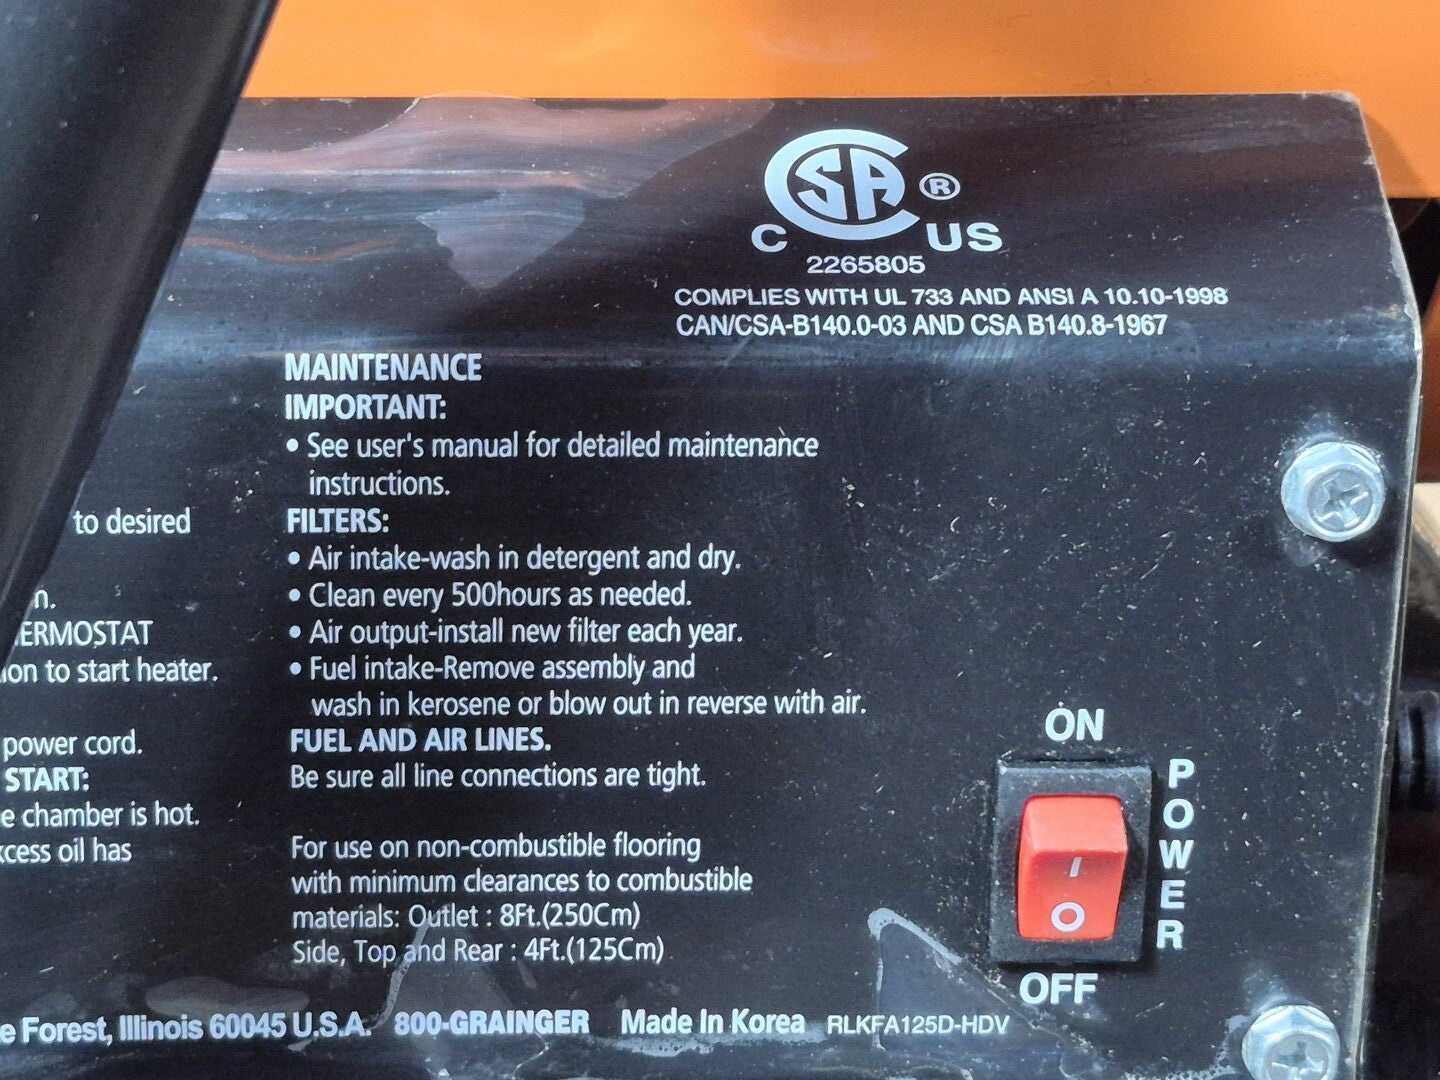 CSA ®
C US
2265805
COMPLIES WITH UL 733 AND ANSI A 10.10-1998
CAN/CSA-B140.0-03 AND CSA B140.8-1967
to desired
n.
ERMOSTAT
ion to start heater.
power cord.
START:
e chamber is hot.
xcess oil has
MAINTENANCE
IMPORTANT:
• See user's manual for detailed maintenance
instructions.
FILTERS:
• Air intake-wash in detergent and dry.
• Clean every 500hours as needed.
• Air output-install new filter each year.
• Fuel intake-Remove assembly and
wash in kerosene or blow out in reverse with air.
FUEL AND AIR LINES.
Be sure all line connections are tight.
For use on non-combustible flooring
with minimum clearances to combustible
materials: Outlet : 8Ft.(250Cm)
Side, Top and Rear : 4Ft.(125Cm)
ON
POWER
I
O
OFF
e Forest, Illinois 60045 U.S.A. 800-GRAINGER Made In Korea RLKFA125D-HDV